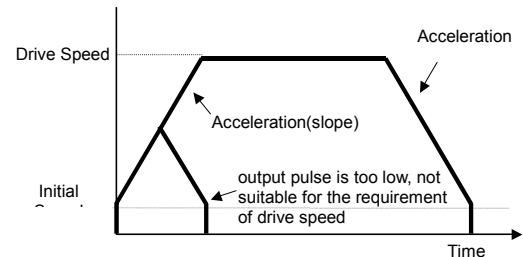 Acceleration
Drive Speed
Acceleration(slope)
output pulse is too low, not
suitable for the requirement
of drive speed
Initial
Time